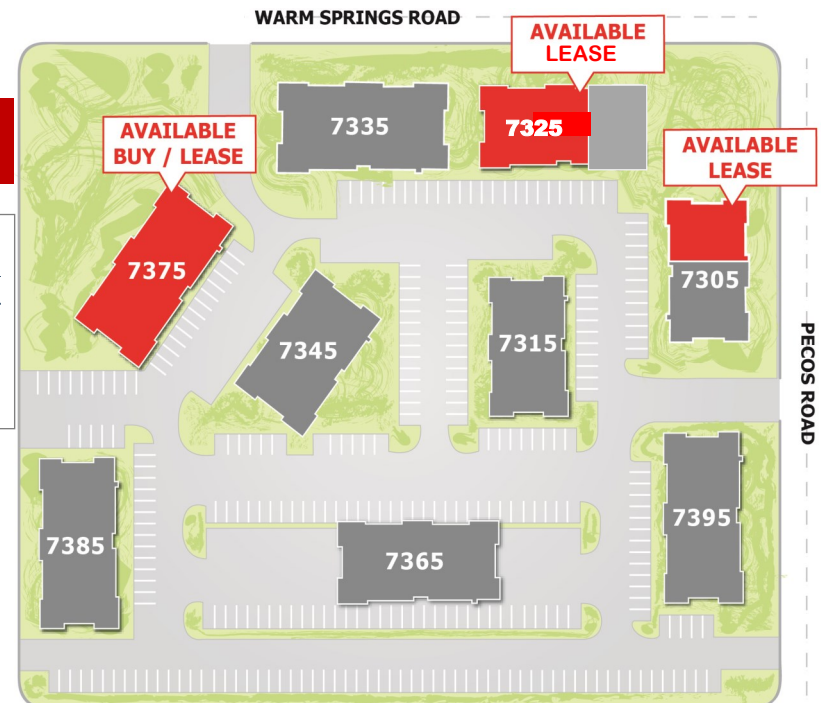 WARM SPRINGS ROAD
AVAILABLE
LEASE
7335
7325
AVAILABLE
BUY / LEASE
AVAILABLE
LEASE
7375
7305
7345
7315
PECOS ROAD
7385
7365
7395